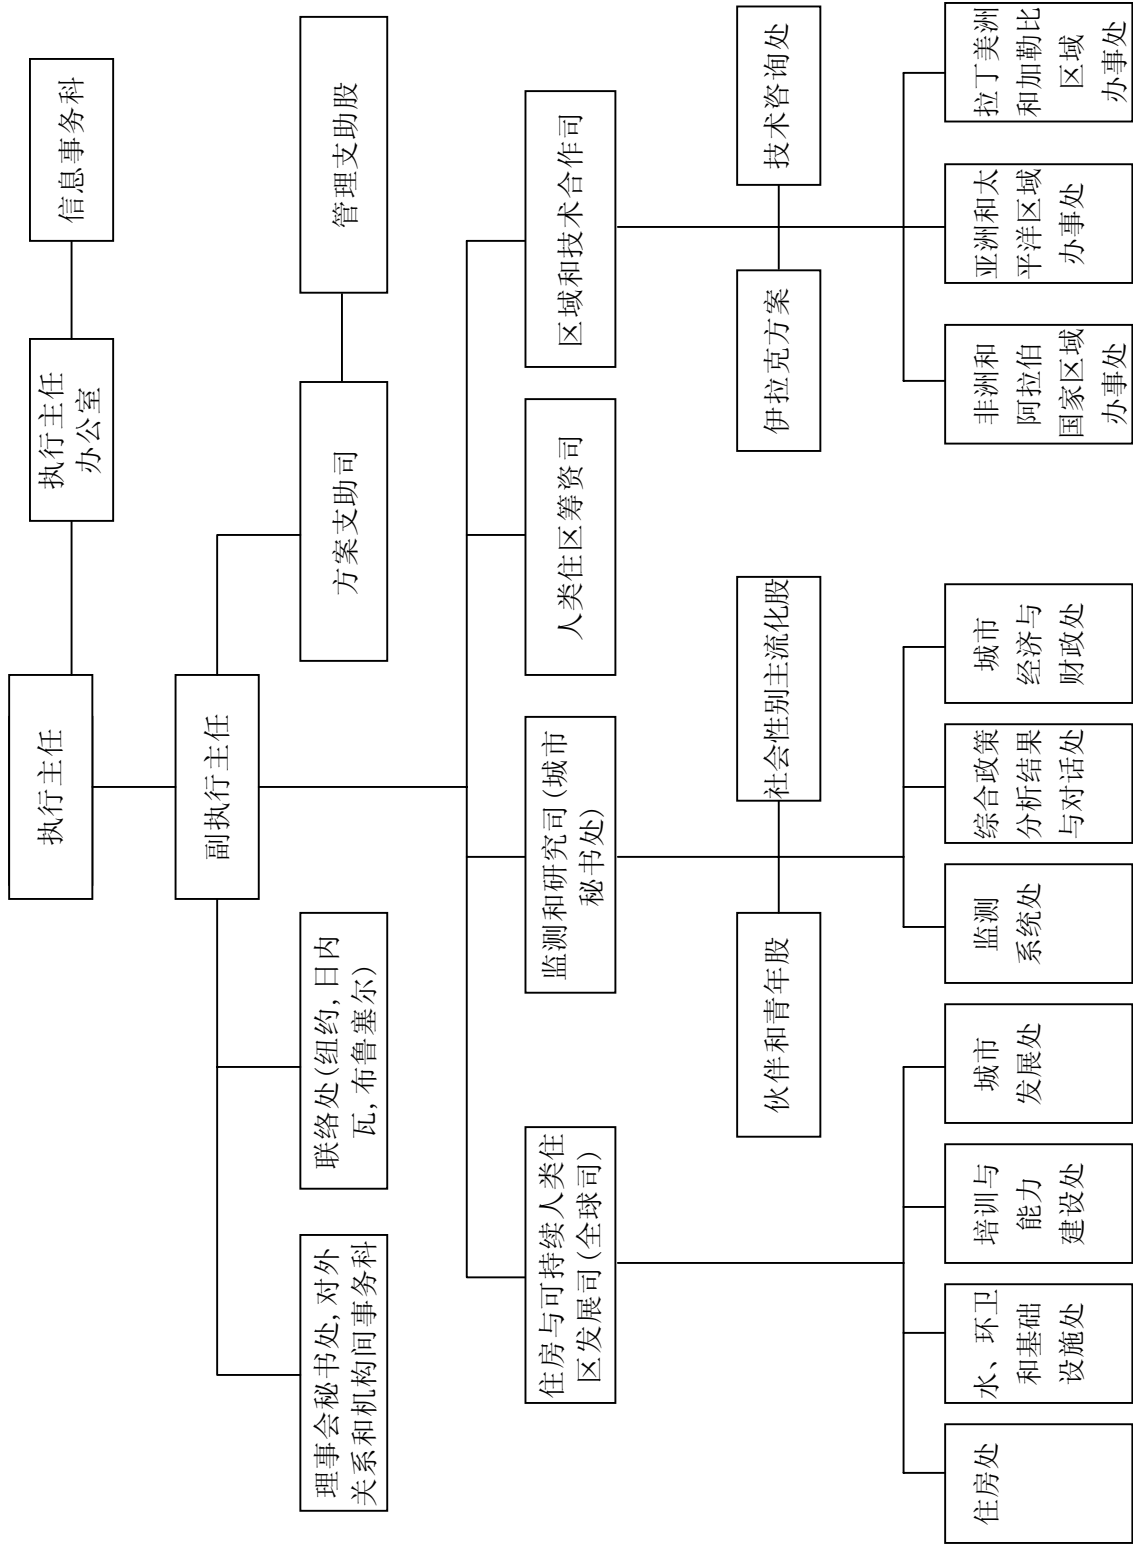 执行主任
执行主任
办公室
信息事务科
副执行主任
理事会秘书处, 对外
关系和机构间事务科
联络处(纽约, 日内
瓦, 布鲁塞尔)
方案支助司
管理支助股
住房与可持续人类住
区发展司(全球司)
监测和研究司(城市
秘书处)
人类住区筹资司
区域和技术合作司
伙伴和青年股
社会性别主流化股
伊拉克方案
技术咨询处
住房处
水、环卫
和基础
设施处
培训与
能力
建设处
城市
发展处
监测
系统处
综合政策
分析结果
与对话处
城市
经济与
财政处
非洲和
阿拉伯
国家区域
办事处
亚洲和太
平洋区域
办事处
拉丁美洲
和加勒比
区域
办事处